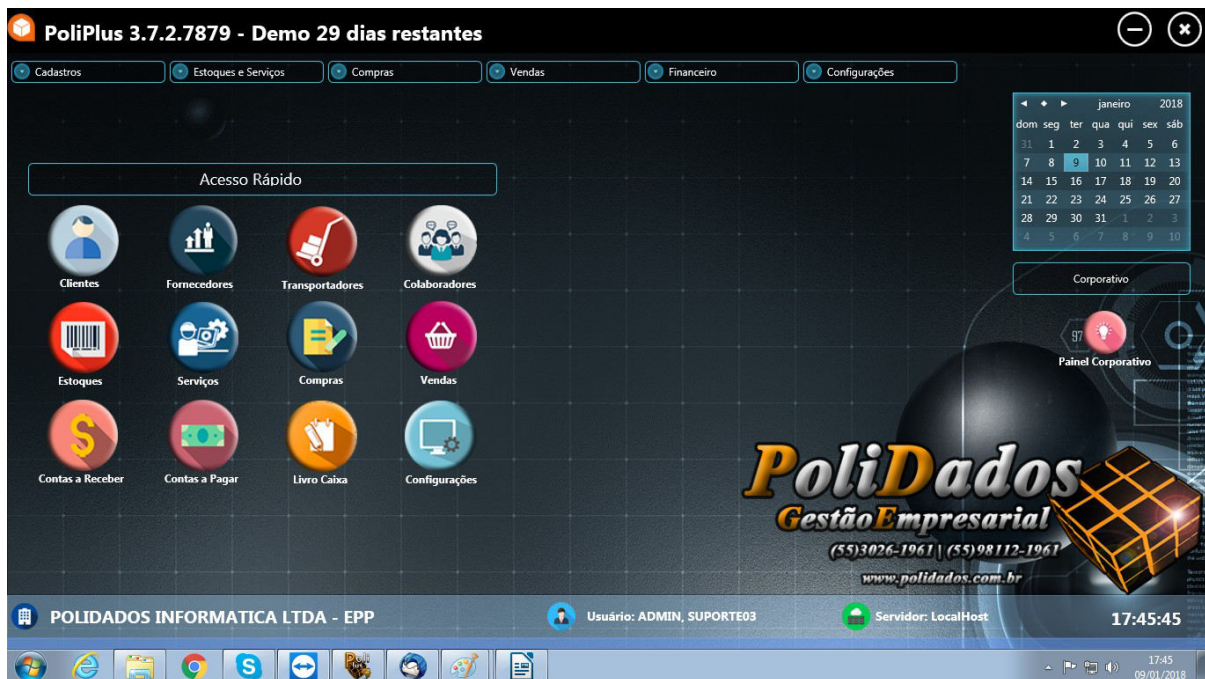 PoliPlus 3.7.2.7879 - Demo 29 dias restantes
Cadastros Estoques e Serviços Compras Vendas Financeiro Configurações
janeiro 2018
dom seg ter qua qui sex sáb
31 1 2 3 4 5 6
7 8 9 10 11 12 13
14 15 16 17 18 19 20
21 22 23 24 25 26 27
28 29 30 31 1 2 3
4 5 6 7 8 9 10
Acesso Rápido
Clientes Fornecedores Transportadores Colaboradores
Estoques Serviços Compras Vendas
Contas a Receber Contas a Pagar Livro Caixa Configurações
Corporativo
97
Painel Corporativo
PoliDados
Gestão Empresarial
(55)3026-1961 | (55)98112-1961
www.polidados.com.br
POLIDADOS INFORMATICA LTDA - EPP Usuário: ADMIN, SUPORTE03 Servidor: LocalHost 17:45:45
17:45
09/01/2018